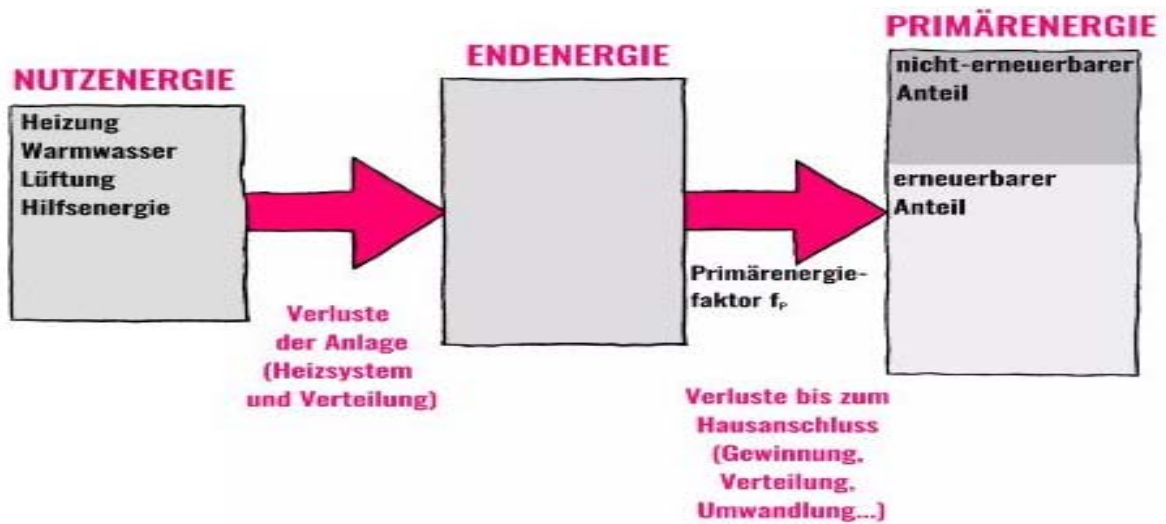 NUTZENERGIE
Heizung
Warmwasser
Lüftung
Hilfsenergie
Verluste
der Anlage
(Heizsystem
und Verteilung)
ENDENERGIE
Primärenergie-
faktor fₚ
Verluste bis zum
Hausanschluss
(Gewinnung,
Verteilung,
Umwandlung...)
PRIMÄRENERGIE
nicht-erneuerbarer
Anteil
erneuerbarer
Anteil